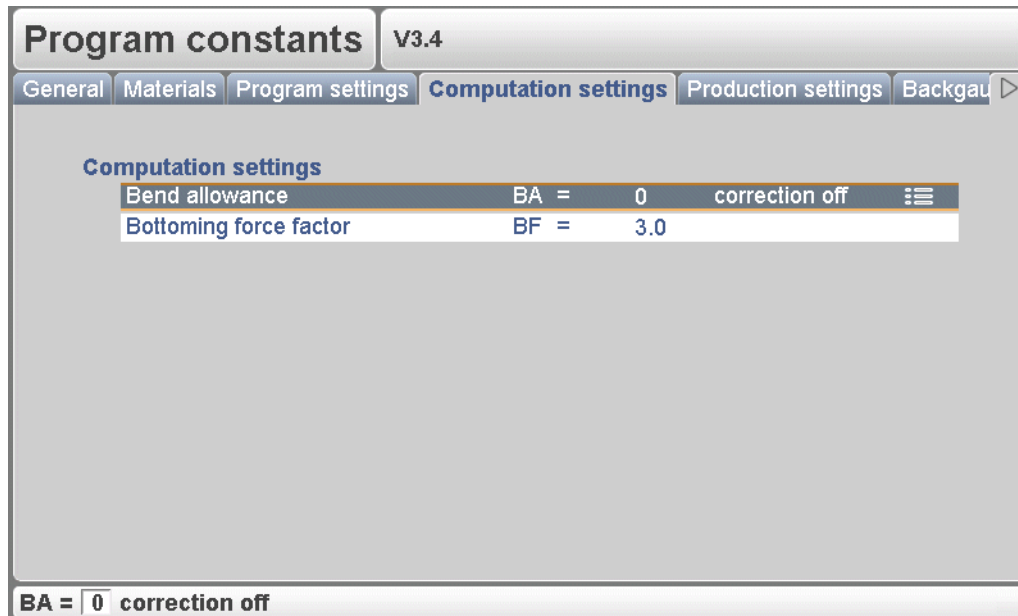 Program constants V3.4
General Materials Program settings Computation settings Production settings Backgau
Computation settings
Bend allowance BA = 0 correction off
Bottoming force factor BF = 3.0
BA = 0 correction off